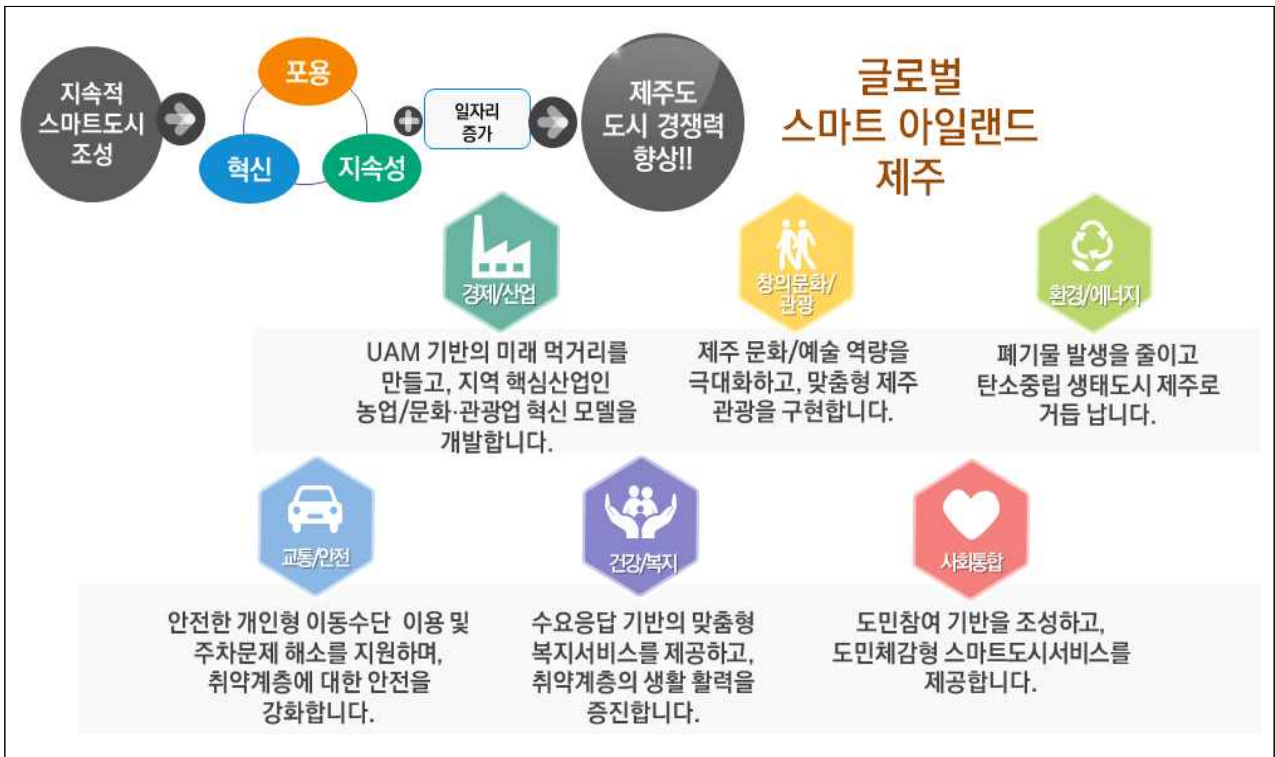 지속적
스마트도시
조성
포용
혁신
지속성
일자리
증가
제주도
도시 경쟁력
향상!!
글로벌
스마트 아일랜드
제주
경제/산업
UAM 기반의 미래 먹거리를
만들고, 지역 핵심산업인
농업/문화·관광업 혁신 모델을
개발합니다.
창의문화/
관광
제주 문화/예술 역량을
극대화하고, 맞춤형 제주
관광을 구현합니다.
환경/에너지
폐기물 발생을 줄이고
탄소중립 생태도시 제주로
거듭 납니다.
교통/안전
안전한 개인형 이동수단 이용 및
주차문제 해소를 지원하며,
취약계층에 대한 안전을
강화합니다.
건강/복지
수요응답 기반의 맞춤형
복지서비스를 제공하고,
취약계층의 생활 활력을
증진합니다.
사회통합
도민참여 기반을 조성하고,
도민체감형 스마트도시서비스를
제공합니다.